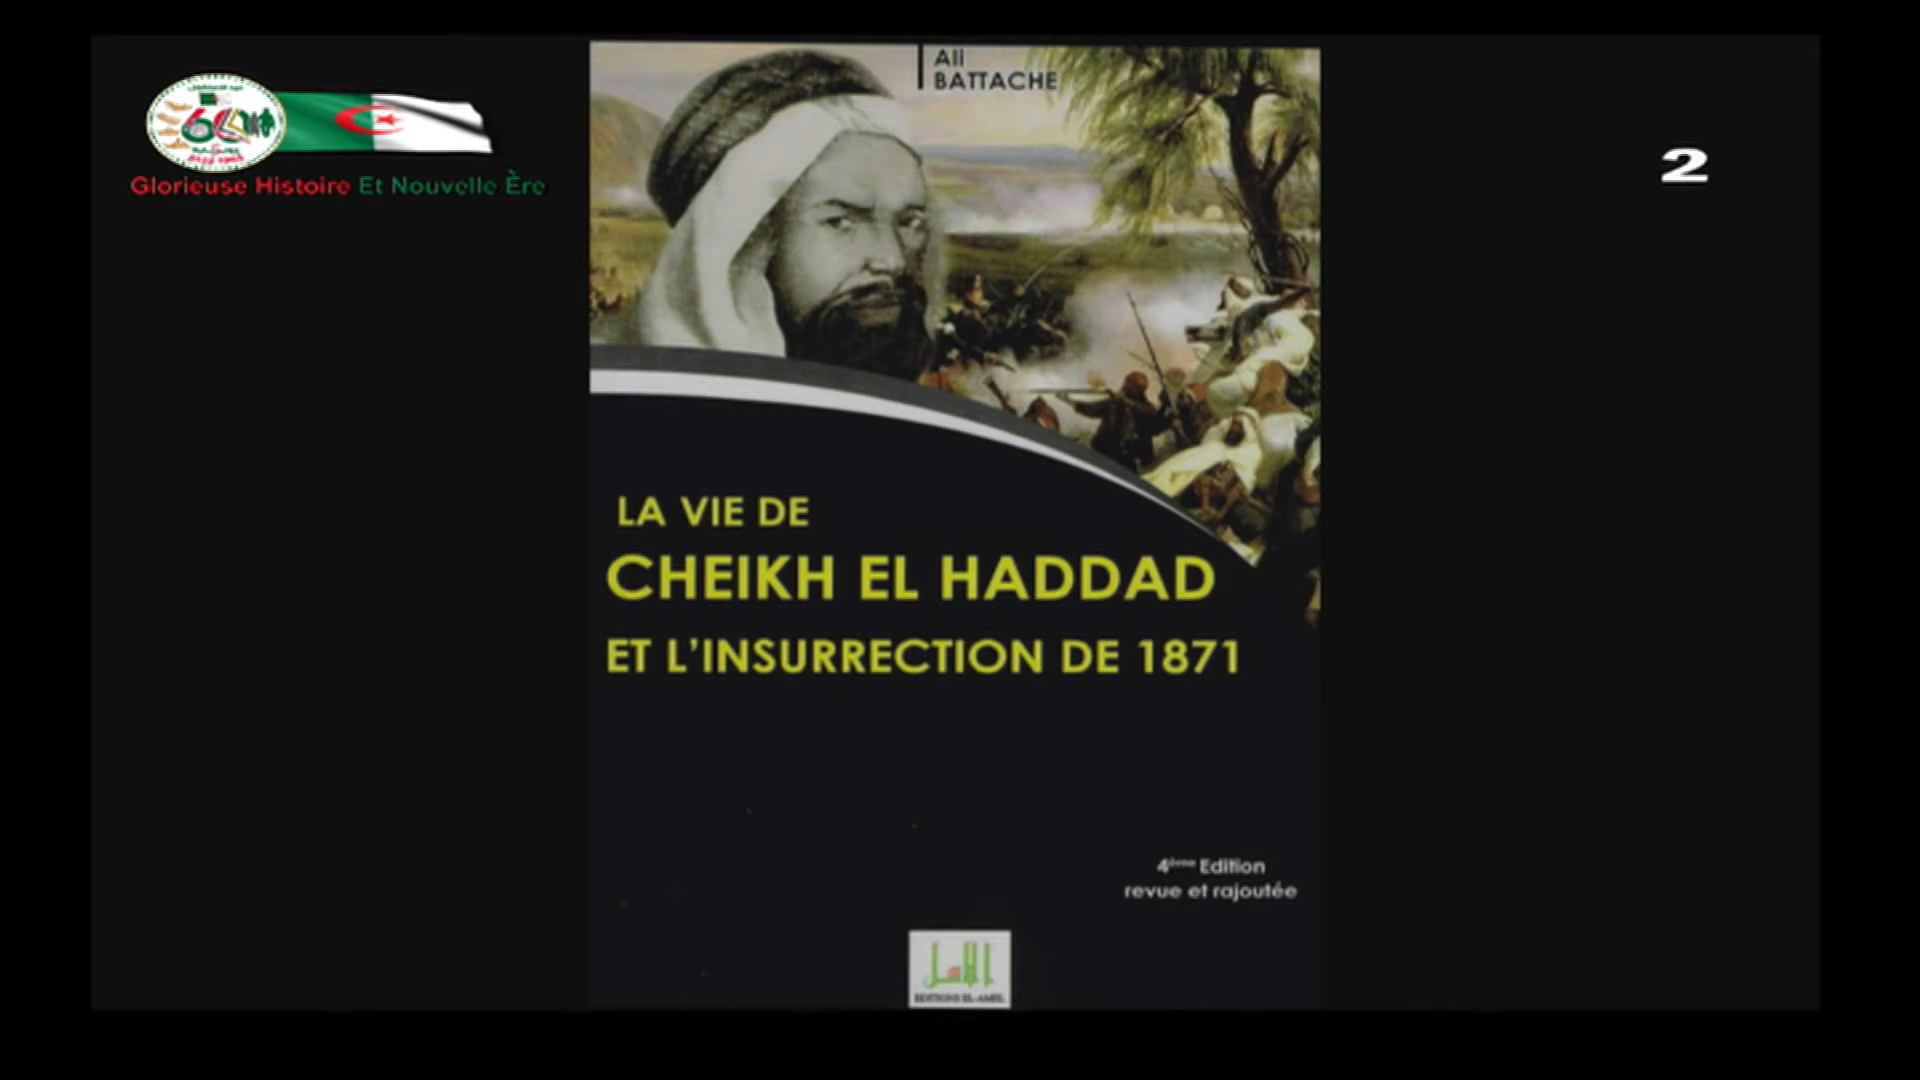 Ali
BATTACHE
Glorieuse Histoire Et Nouvelle Ère
2
LA VIE DE
CHEIKH EL HADDAD
ET L'INSURRECTION DE 1871
4ème Edition
revue et rajoutée
الأمل
EDITIONS EL-AMEL